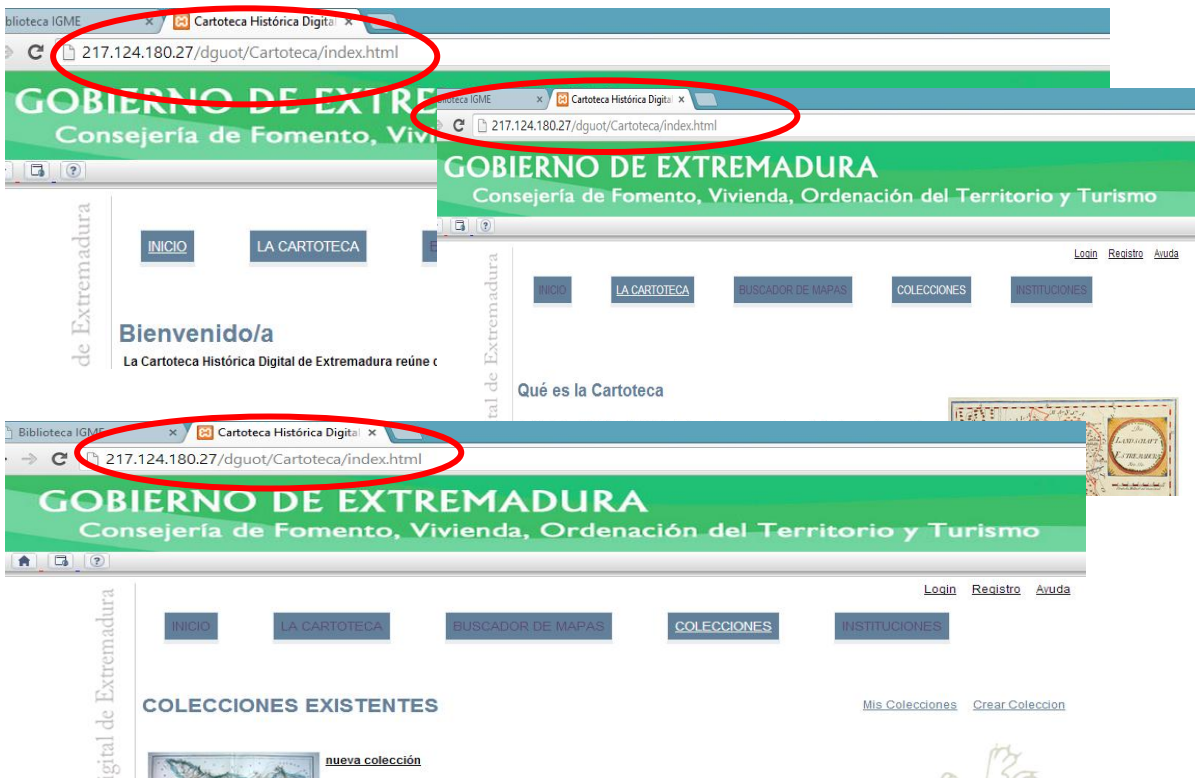 blioteca IGME × Cartoteca Histórica Digital ×
217.124.180.27/dguot/Cartoteca/index.html
GOBIERNO DE EXTRE
Consejería de Fomento, Vivi
?
de Extremadura
INICIO LA CARTOTECA
Bienvenido/a
La Cartoteca Histórica Digital de Extremadura reúne
blioteca IGME × Cartoteca Histórica Digital ×
217.124.180.27/dguot/Cartoteca/index.html
GOBIERNO DE EXTREMADURA
Consejería de Fomento, Vivienda, Ordenación del Territorio y Turismo
?
Login Registro Ayuda
tal de Extremadura
INICIO LA CARTOTECA BUSCADOR DE MAPAS COLECCIONES INSTITUCIONES
Qué es la Cartoteca
LANDSCHAFT
Biblioteca IGME × Cartoteca Histórica Digital ×
217.124.180.27/dguot/Cartoteca/index.html
GOBIERNO DE EXTREMADURA
Consejería de Fomento, Vivienda, Ordenación del Territorio y Turismo
?
Login Registro Ayuda
igital de Extremadura
INICIO LA CARTOTECA BUSCADOR DE MAPAS COLECCIONES INSTITUCIONES
COLECCIONES EXISTENTES
Mis Colecciones Crear Coleccion
nueva colección